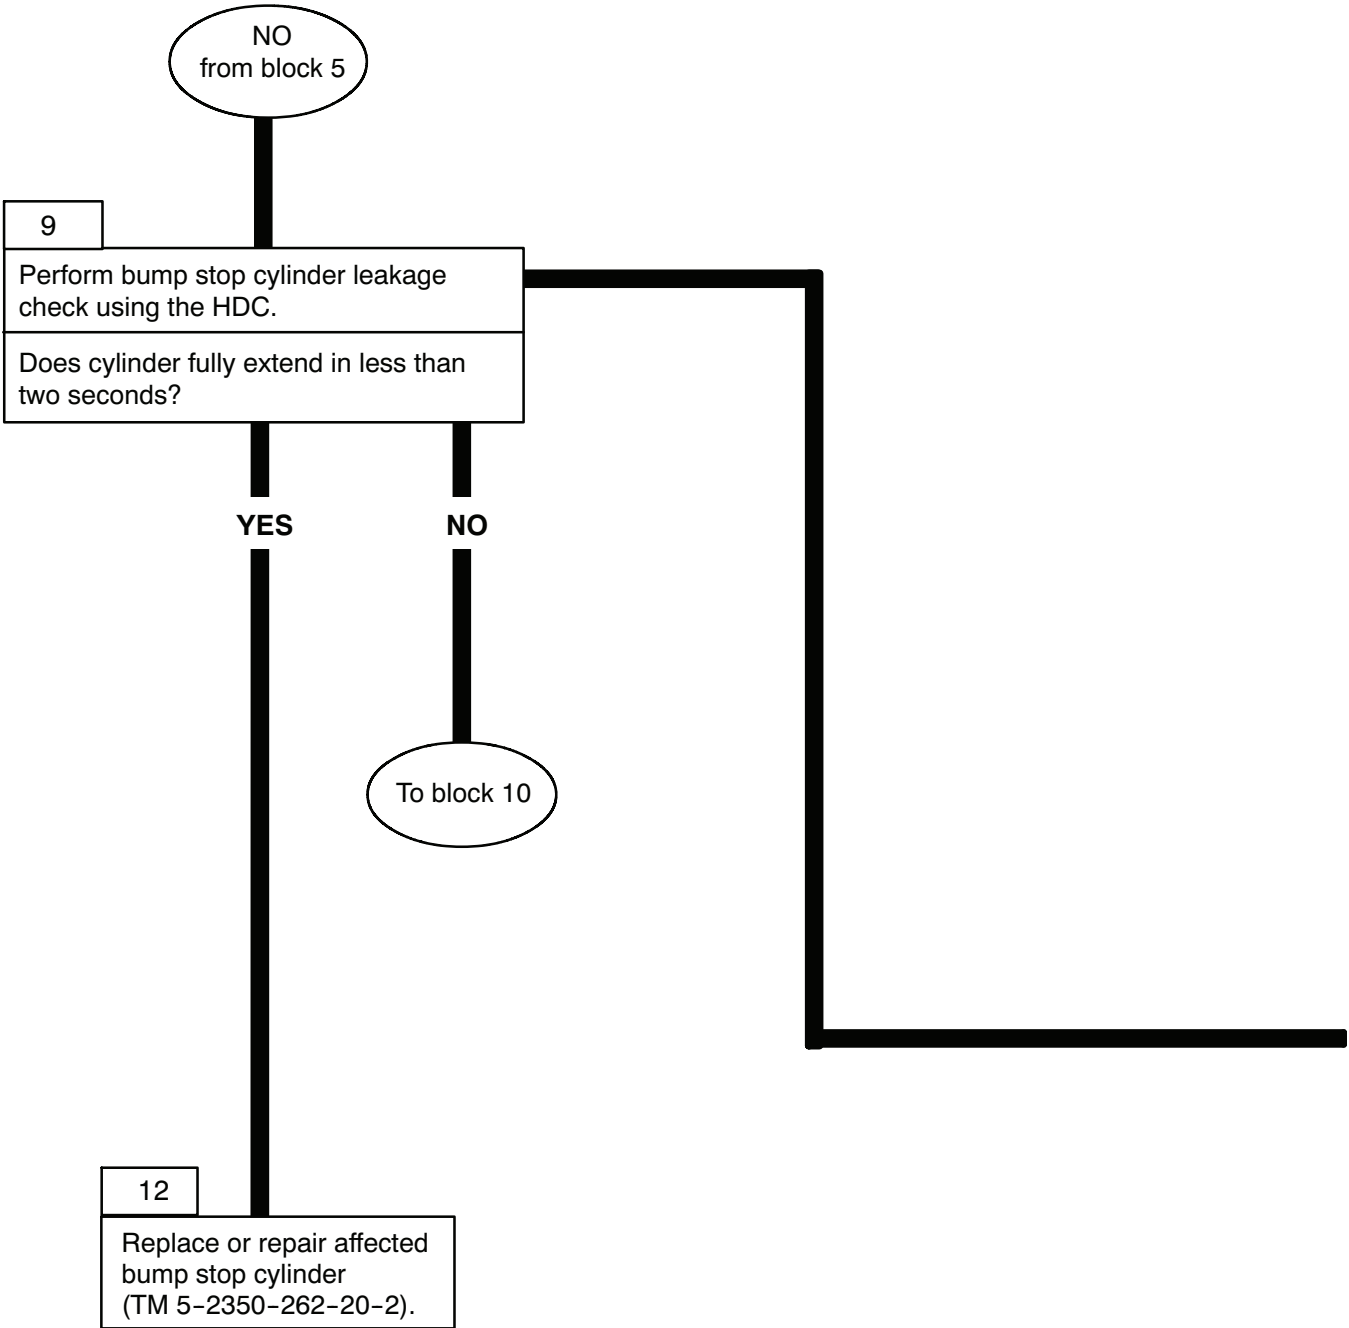 NO
from block 5
9
Perform bump stop cylinder leakage
check using the HDC.
Does cylinder fully extend in less than
two seconds?
YES
NO
To block 10
12
Replace or repair affected
bump stop cylinder
(TM 5-2350-262-20-2).